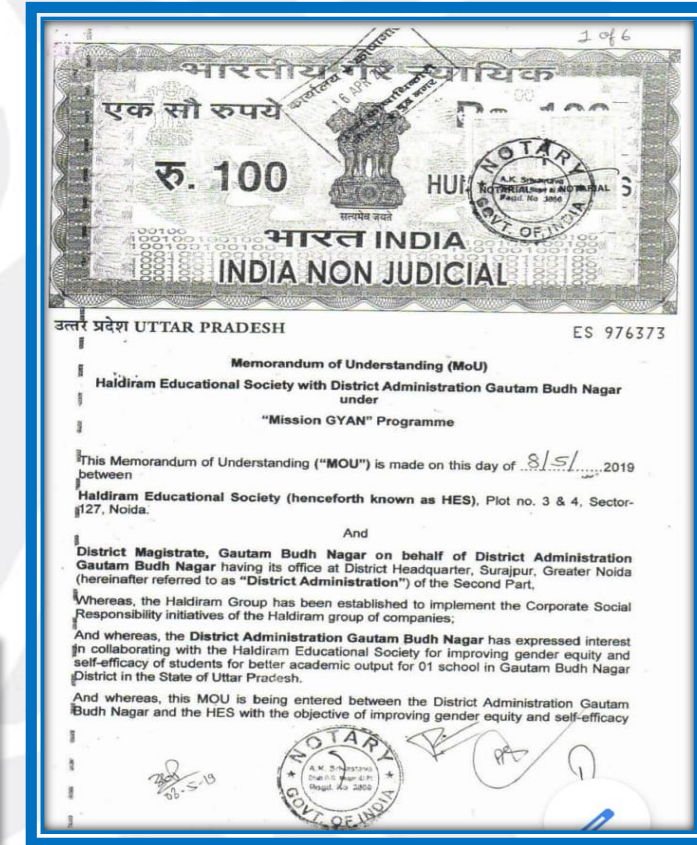 1 of 6
भारतीय गैर न्यायिक
एक सौ रुपये
16 APR
रु. 100
NOTARY
A.K. Srivastava
NOTARIAL NOTARIAL
Regd. No 3866
GOVT. OF INDIA
सत्यमेव जयते
भारत INDIA
INDIA NON JUDICIAL
उत्तर प्रदेश UTTAR PRADESH
ES 976373
Memorandum of Understanding (MoU)
Haldiram Educational Society with District Administration Gautam Budh Nagar
under
"Mission GYAN" Programme
This Memorandum of Understanding ("MOU") is made on this day of 8/5/ 2019
between
Haldiram Educational Society (henceforth known as HES), Plot no. 3 & 4, Sector-
127, Noida.
And
District Magistrate, Gautam Budh Nagar on behalf of District Administration
Gautam Budh Nagar having its office at District Headquarter, Surajpur, Greater Noida
(hereinafter referred to as "District Administration") of the Second Part,
Whereas, the Haldiram Group has been established to implement the Corporate Social
Responsibility initiatives of the Haldiram group of companies;
And whereas, the District Administration Gautam Budh Nagar has expressed interest
in collaborating with the Haldiram Educational Society for improving gender equity and
self-efficacy of students for better academic output for 01 school in Gautam Budh Nagar
District in the State of Uttar Pradesh.
And whereas, this MOU is being entered between the District Administration Gautam
Budh Nagar and the HES with the objective of improving gender equity and self-efficacy
NOTARY
GOVT. OF INDIA